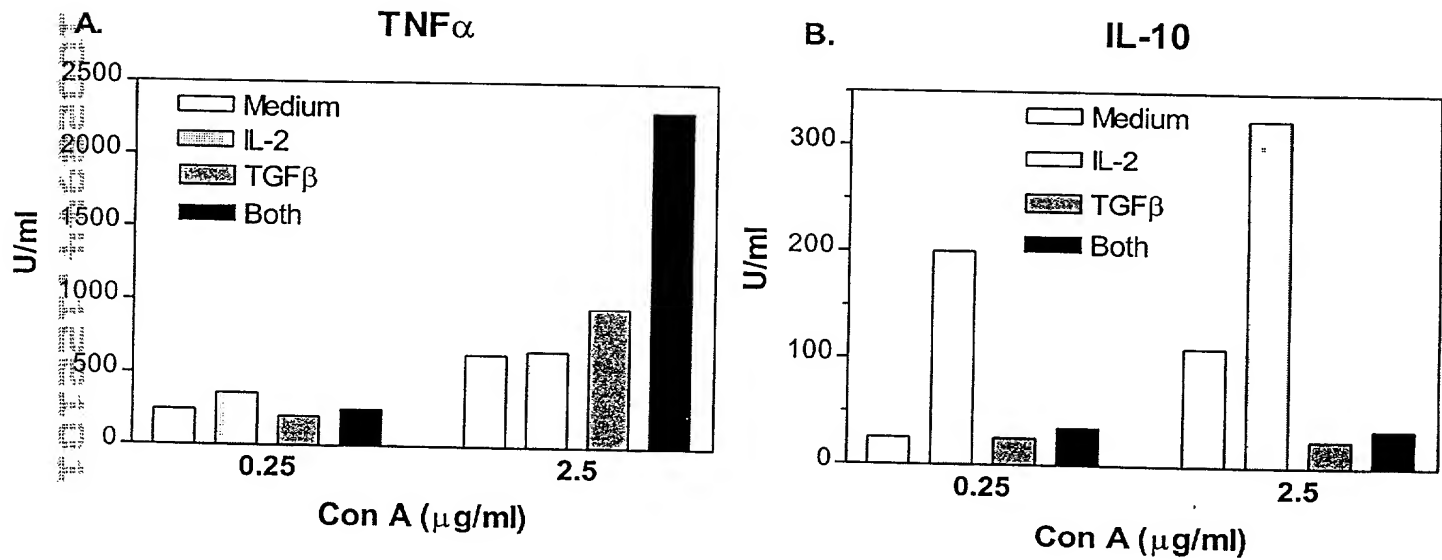 A.
TNFα
2500
2000
1500
1000
500
0
U/ml
Medium
IL-2
TGFβ
Both
0.25
2.5
Con A (μg/ml)
B.
IL-10
300
200
100
0
U/ml
Medium
IL-2
TGFβ
Both
0.25
2.5
Con A (μg/ml)